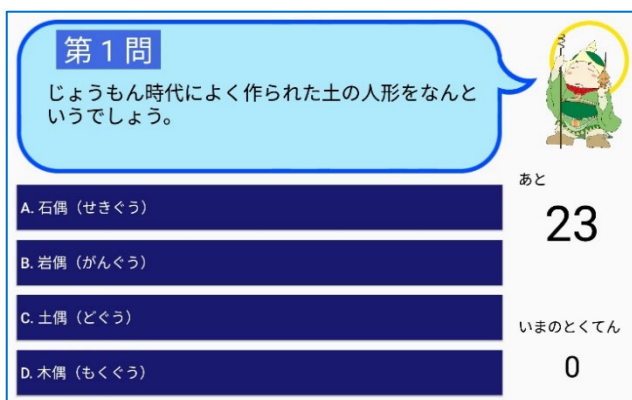 第1問
じょうもん時代によく作られた土の人形をなんと
いうでしょう。
A. 石偶（せきぐう）
B. 岩偶（がんぐう）
C. 土偶（どぐう）
D. 木偶（もくぐう）
あと
23
いまのとくてん
0